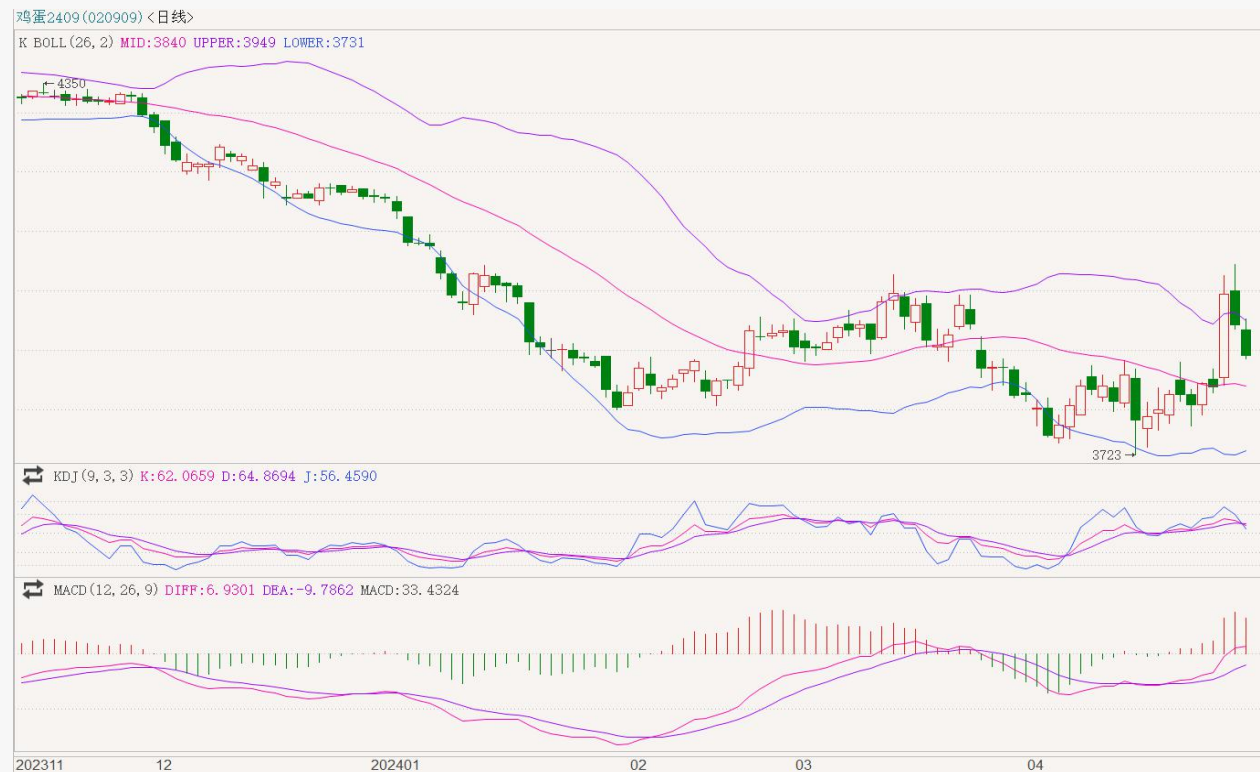 鸡蛋2409(020909)<日线>
K BOLL(26,2) MID:3840 UPPER:3949 LOWER:3731
←4350
3723→
KDJ(9,3,3) K:62.0659 D:64.8694 J:56.4590
MACD(12,26,9) DIFF:6.9301 DEA:-9.7862 MACD:33.4324
202311 12 202401 02 03 04